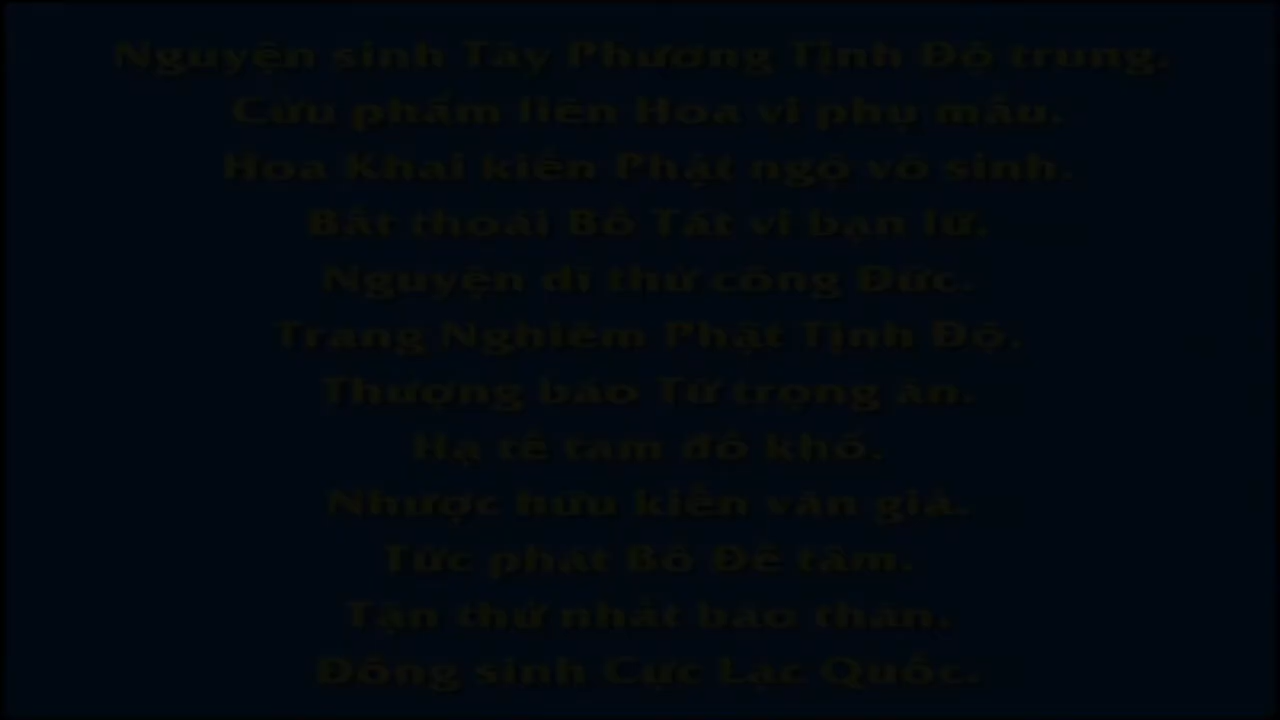 Nguyện sinh Tây Phương Tịnh Độ trung.
Cửu phẩm liên Hoa vi phụ mẫu.
Hoa Khai kiến Phật ngộ vô sinh.
Bất thoái Bồ Tát vi bạn lữ.
Nguyện dĩ thử công Đức.
Trang Nghiêm Phật Tịnh Độ.
Thượng báo Tứ trọng ân.
Hạ tế tam đồ khổ.
Nhược hữu kiến văn giả.
Tức phát Bồ Đề tâm.
Tận thử nhất báo thân.
Đồng sinh Cực Lạc Quốc.